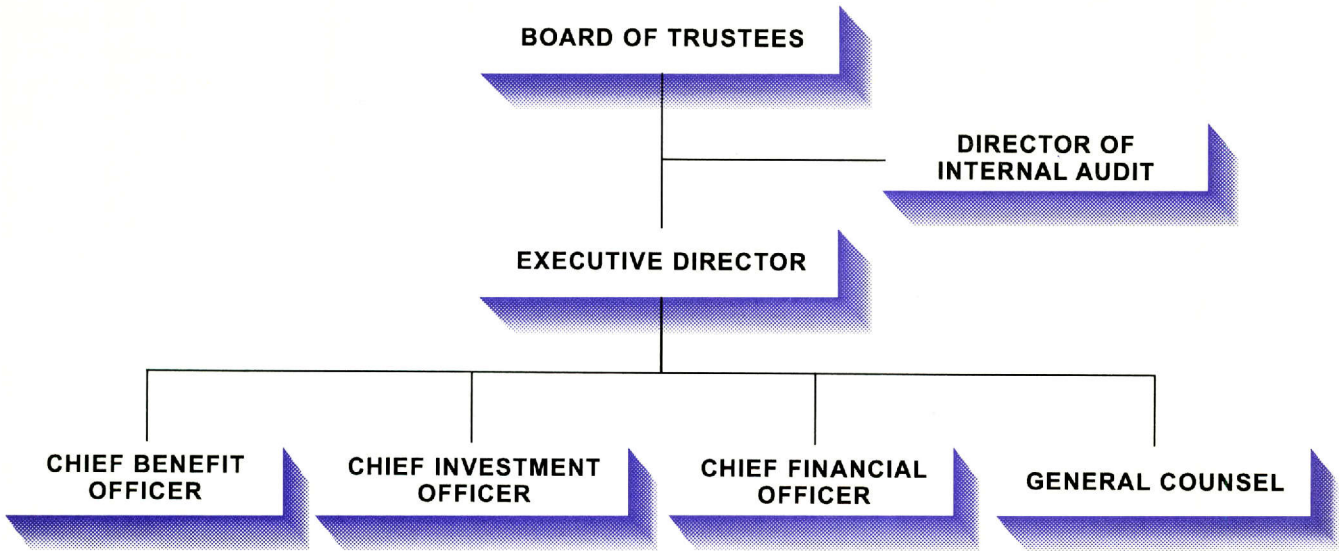 BOARD OF TRUSTEES
DIRECTOR OF
INTERNAL AUDIT
EXECUTIVE DIRECTOR
CHIEF BENEFIT
OFFICER
CHIEF INVESTMENT
OFFICER
CHIEF FINANCIAL
OFFICER
GENERAL COUNSEL